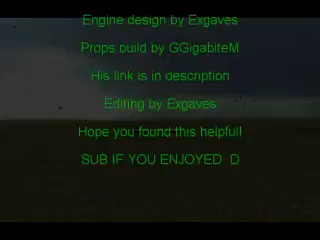 Engine design by Exgaves
Props build by GGigabiteM
His link is in description
Editing by Exgaves
Hope you found this helpful!
SUB IF YOU ENJOYED D